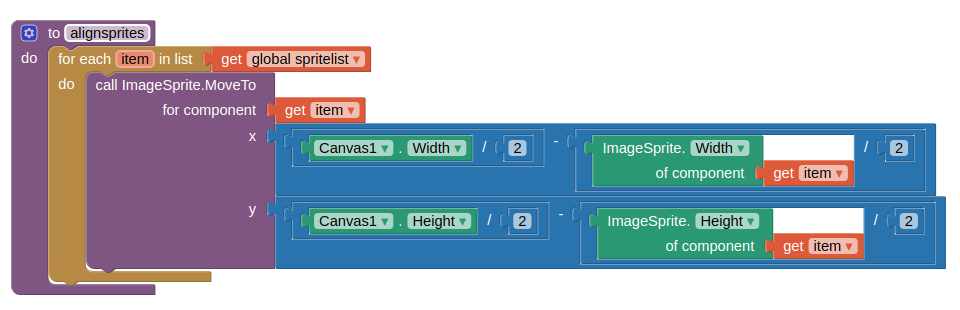 to alignsprites
do for each item in list get global spritelist
do call ImageSprite.MoveTo
for component get item
x Canvas1 . Width / 2 - ImageSprite. Width / 2
of component get item
y Canvas1 . Height / 2 - ImageSprite. Height / 2
of component get item